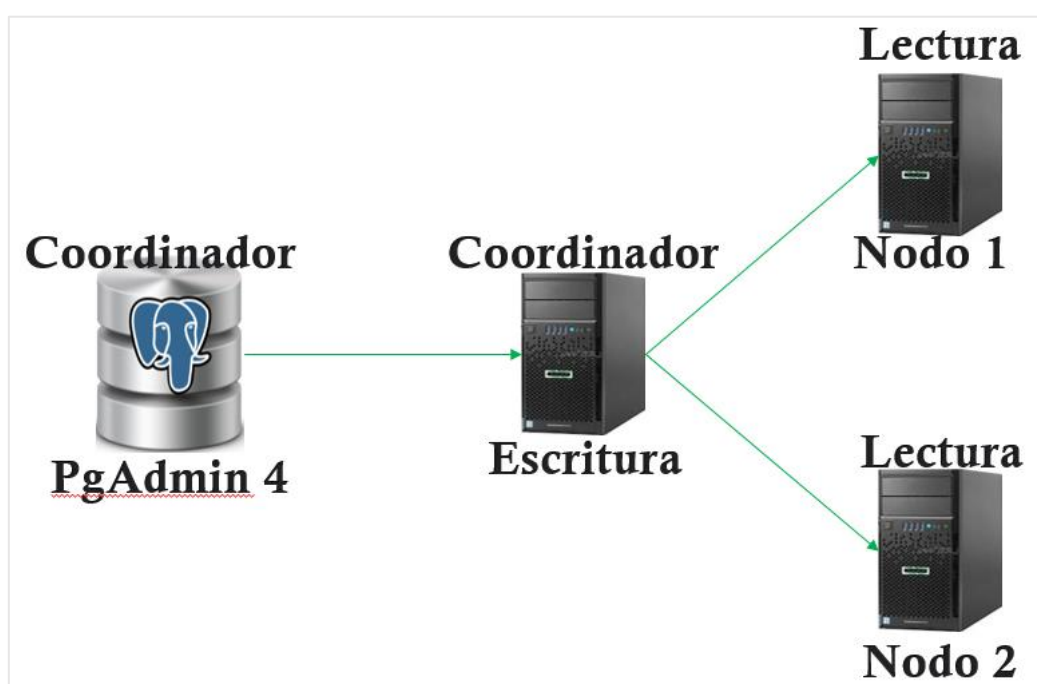 Lectura
Coordinador
Coordinador
Nodo 1
PgAdmin 4
Escritura
Lectura
Nodo 2